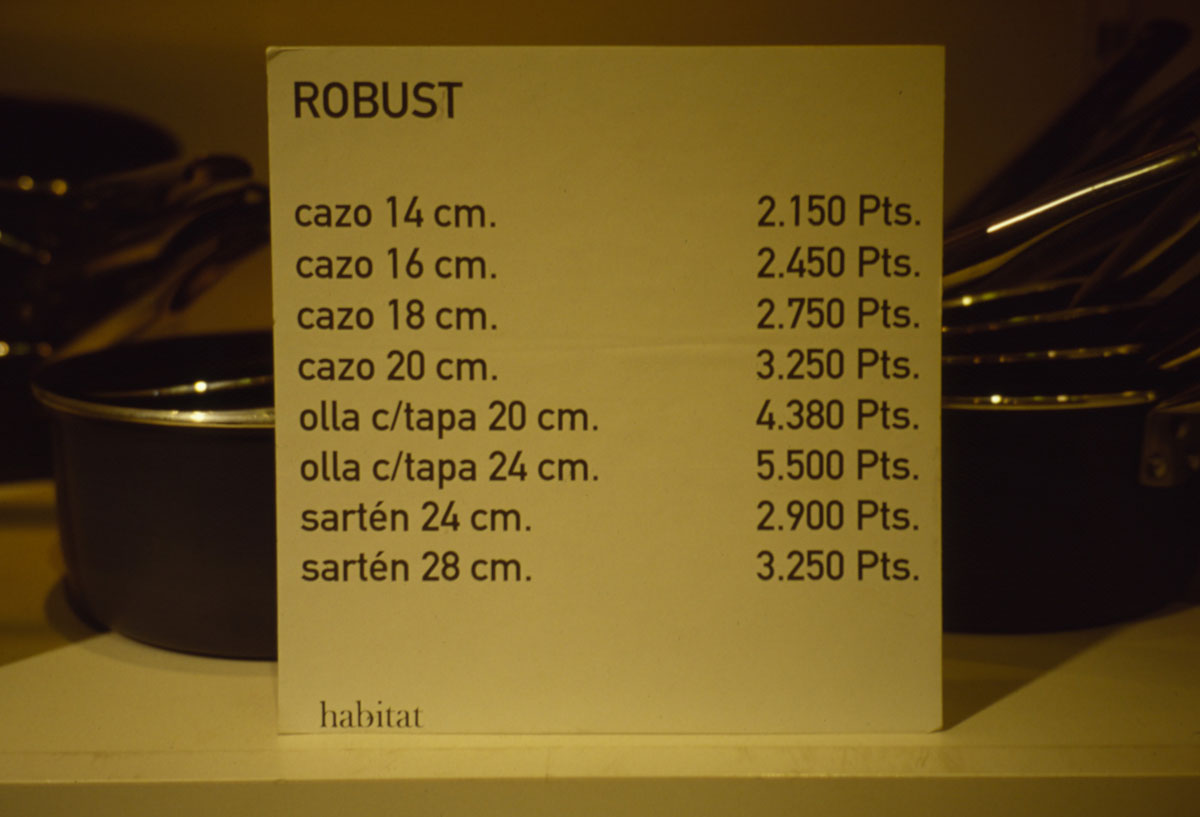 ROBUST
cazo 14 cm. 2.150 Pts.
cazo 16 cm. 2.450 Pts.
cazo 18 cm. 2.750 Pts.
cazo 20 cm. 3.250 Pts.
olla c/tapa 20 cm. 4.380 Pts.
olla c/tapa 24 cm. 5.500 Pts.
sartén 24 cm. 2.900 Pts.
sartén 28 cm. 3.250 Pts.
habitat